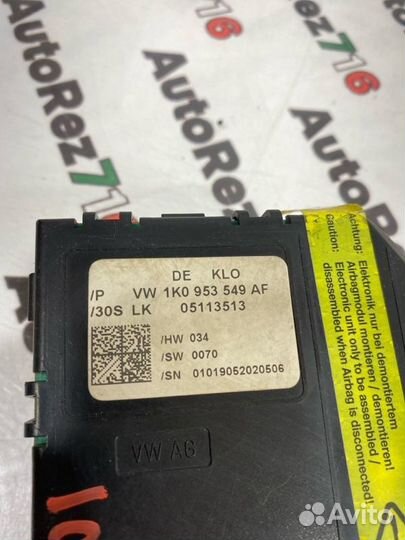 AutoRez716
AutoRez716
AutoRez716
AutoRez716
DE KLO
/P VW 1K0 953 549 AF
/30S LK 05113513
/HW 034
/SW 0070
/SN 01019052020506
VW AG
Achtung: Elektronik nur bei demontiertem
Airbagmodul montieren / demontieren!
Caution: Electronic unit only to be assembled /
disassembled when Airbag is disconnected!
Avito